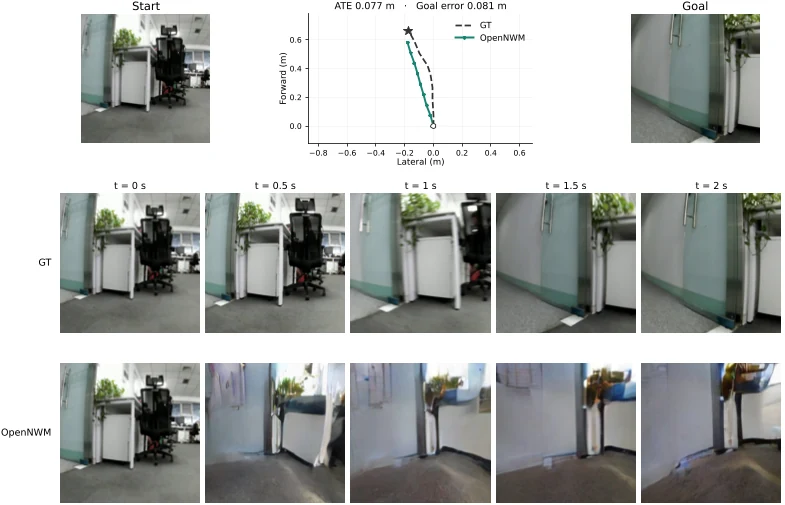 Start
ATE 0.077 m · Goal error 0.081 m
Goal
GT
OpenNWM
Forward (m)
0.6
0.4
0.2
0.0
−0.8 −0.6 −0.4 −0.2 0.0 0.2 0.4 0.6
Lateral (m)
t = 0 s t = 0.5 s t = 1 s t = 1.5 s t = 2 s
GT
OpenNWM